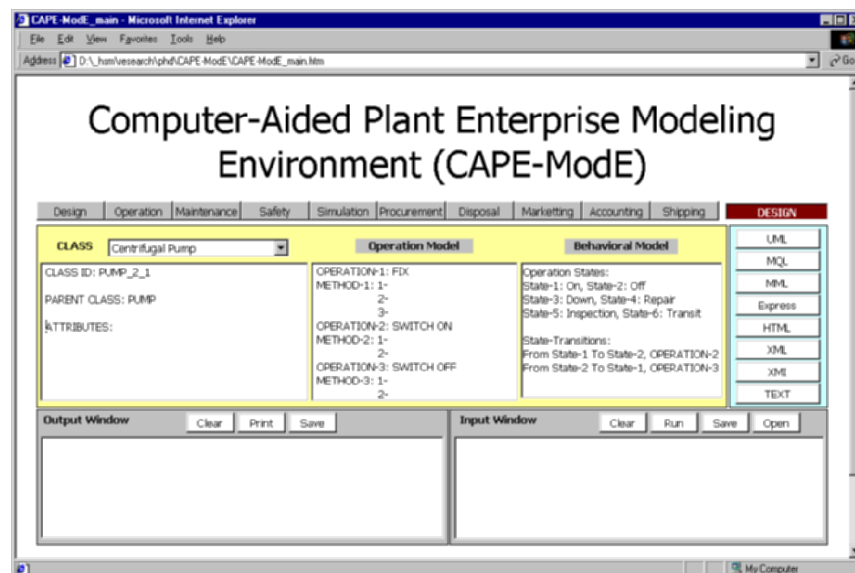 CAPE-ModE_main - Microsoft Internet Explorer
File Edit View Favorites Tools Help
Address D:\_hsm\research\phd\CAPE-ModE\CAPE-ModE_main.htm Go
Computer-Aided Plant Enterprise Modeling
Environment (CAPE-ModE)
Design Operation Maintenance Safety Simulation Procurement Disposal Marketting Accounting Shipping DESIGN
CLASS Centrifugal Pump Operation Model Behavioral Model
CLASS ID: PUMP_2_1
PARENT CLASS: PUMP
ATTRIBUTES:
OPERATION-1: FIX
METHOD-1: 1-
2-
3-
OPERATION-2: SWITCH ON
METHOD-2: 1-
2-
OPERATION-3: SWITCH OFF
METHOD-3: 1-
2-
Operation States:
State-1: On, State-2: Off
State-3: Down, State-4: Repair
State-5: Inspection, State-6: Transit
State-Transitions:
From State-1 To State-2, OPERATION-2
From State-2 To State-1, OPERATION-3
UML
MQL
MML
Express
HTML
XML
XMI
TEXT
Output Window Clear Print Save
Input Window Clear Run Save Open
My Computer